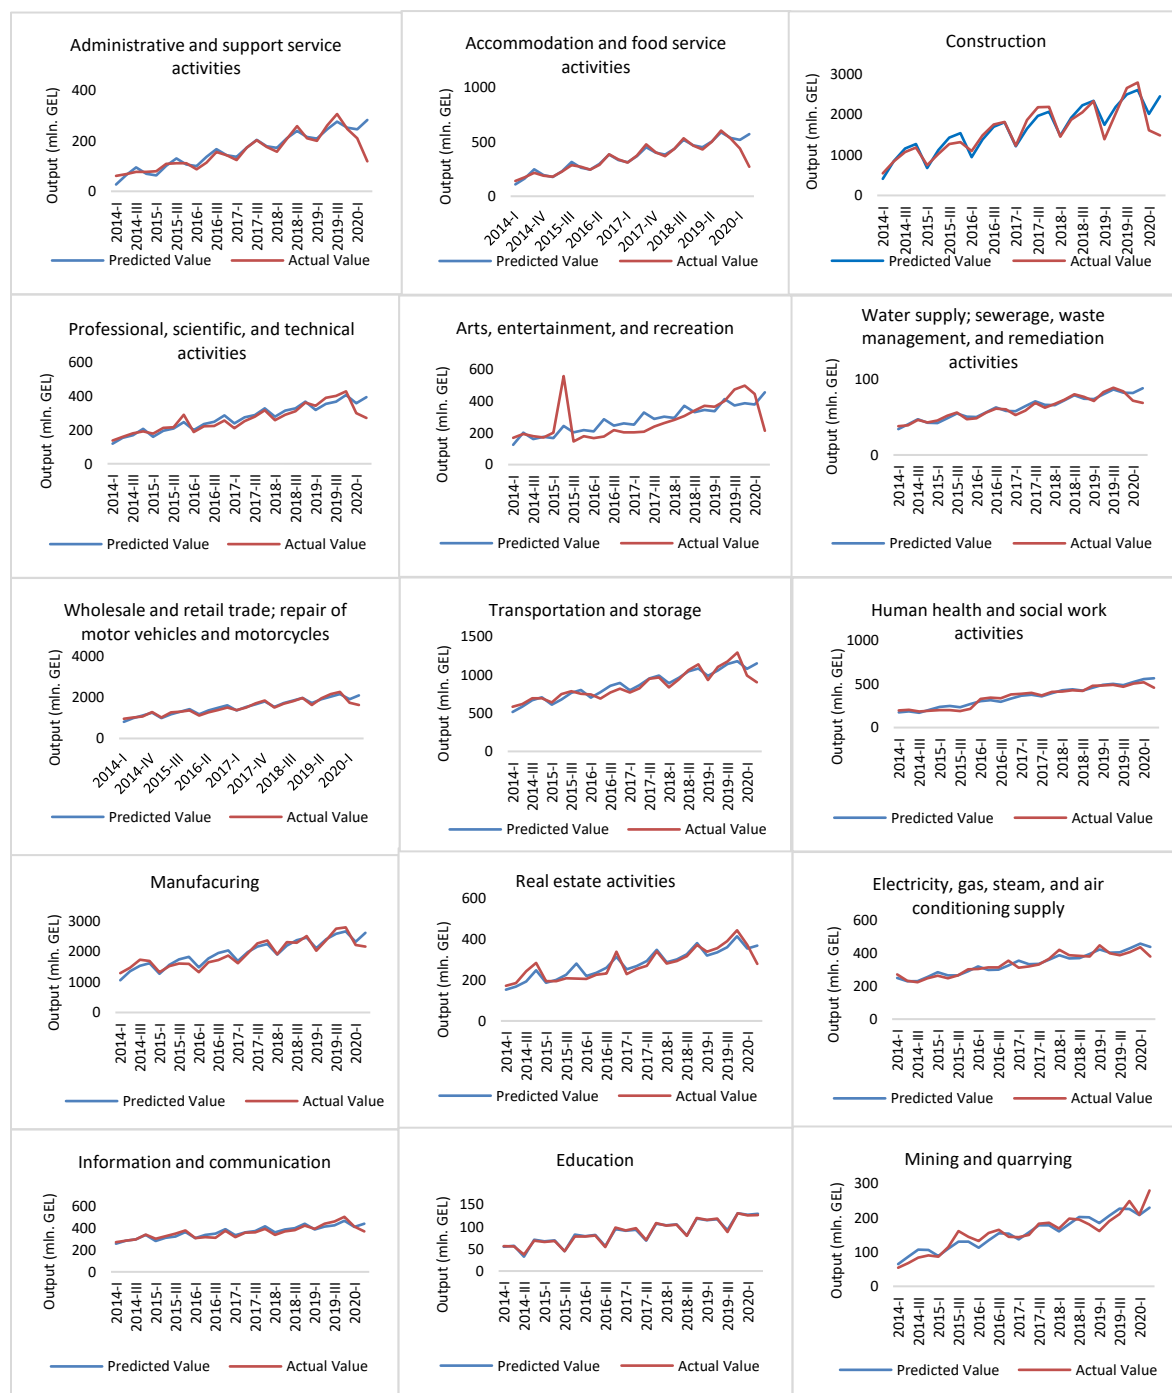 Administrative and support service
activities
Output (mln. GEL)
400
200
0
2014-I
2014-III
2015-I
2015-III
2016-I
2016-III
2017-I
2017-III
2018-I
2018-III
2019-I
2019-III
2020-I
Predicted Value
Actual Value
Accommodation and food service
activities
Output (mln. GEL)
1000
500
0
2014-I
2014-IV
2015-III
2016-II
2017-I
2017-IV
2018-III
2019-II
2020-I
Predicted Value
Actual Value
Construction
Output (mln. GEL)
3000
2000
1000
0
2014-I
2014-III
2015-I
2015-III
2016-I
2016-III
2017-I
2017-III
2018-I
2018-III
2019-I
2019-III
2020-I
Predicted Value
Actual Value
Professional, scientific, and technical
activities
Output (mln. GEL)
600
400
200
0
2014-I
2014-III
2015-I
2015-III
2016-I
2016-III
2017-I
2017-III
2018-I
2018-III
2019-I
2019-III
2020-I
Predicted Value
Actual Value
Arts, entertainment, and recreation
Output (mln. GEL)
600
400
200
0
2014-I
2014-III
2015-I
2015-III
2016-I
2016-III
2017-I
2017-III
2018-I
2018-III
2019-I
2019-III
2020-I
Predicted Value
Actual Value
Water supply; sewerage, waste
management, and remediation
activities
Output (mln. GEL)
100
0
2014-I
2014-III
2015-I
2015-III
2016-I
2016-III
2017-I
2017-III
2018-I
2018-III
2019-I
2019-III
2020-I
Predicted Value
Actual Value
Wholesale and retail trade; repair of
motor vehicles and motorcycles
Output (mln. GEL)
4000
2000
0
2014-I
2014-IV
2015-III
2016-II
2017-I
2017-IV
2018-III
2019-II
2020-I
Predicted Value
Actual Value
Transportation and storage
Output (mln. GEL)
1500
1000
500
0
2014-I
2014-III
2015-I
2015-III
2016-I
2016-III
2017-I
2017-III
2018-I
2018-III
2019-I
2019-III
2020-I
Predicted Value
Actual Value
Human health and social work
activities
Output (mln. GEL)
1000
500
0
2014-I
2014-III
2015-I
2015-III
2016-I
2016-III
2017-I
2017-III
2018-I
2018-III
2019-I
2019-III
2020-I
Predicted Value
Actual Value
Manufacuring
Output (mln. GEL)
3000
2000
1000
0
2014-I
2014-III
2015-I
2015-III
2016-I
2016-III
2017-I
2017-III
2018-I
2018-III
2019-I
2019-III
2020-I
Predicted Value
Actual Value
Real estate activities
Output (mln. GEL)
600
400
200
0
2014-I
2014-III
2015-I
2015-III
2016-I
2016-III
2017-I
2017-III
2018-I
2018-III
2019-I
2019-III
2020-I
Predicted Value
Actual Value
Electricity, gas, steam, and air
conditioning supply
Output (mln. GEL)
600
400
200
0
2014-I
2014-III
2015-I
2015-III
2016-I
2016-III
2017-I
2017-III
2018-I
2018-III
2019-I
2019-III
2020-I
Predicted Value
Actual Value
Information and communication
Output (mln. GEL)
600
400
200
0
2014-I
2014-III
2015-I
2015-III
2016-I
2016-III
2017-I
2017-III
2018-I
2018-III
2019-I
2019-III
2020-I
Predicted Value
Actual Value
Education
Output (mln. GEL)
150
100
50
0
2014-I
2014-III
2015-I
2015-III
2016-I
2016-III
2017-I
2017-III
2018-I
2018-III
2019-I
2019-III
2020-I
Predicted Value
Actual Value
Mining and quarrying
Output (mln. GEL)
300
200
100
0
2014-I
2014-III
2015-I
2015-III
2016-I
2016-III
2017-I
2017-III
2018-I
2018-III
2019-I
2019-III
2020-I
Predicted Value
Actual Value